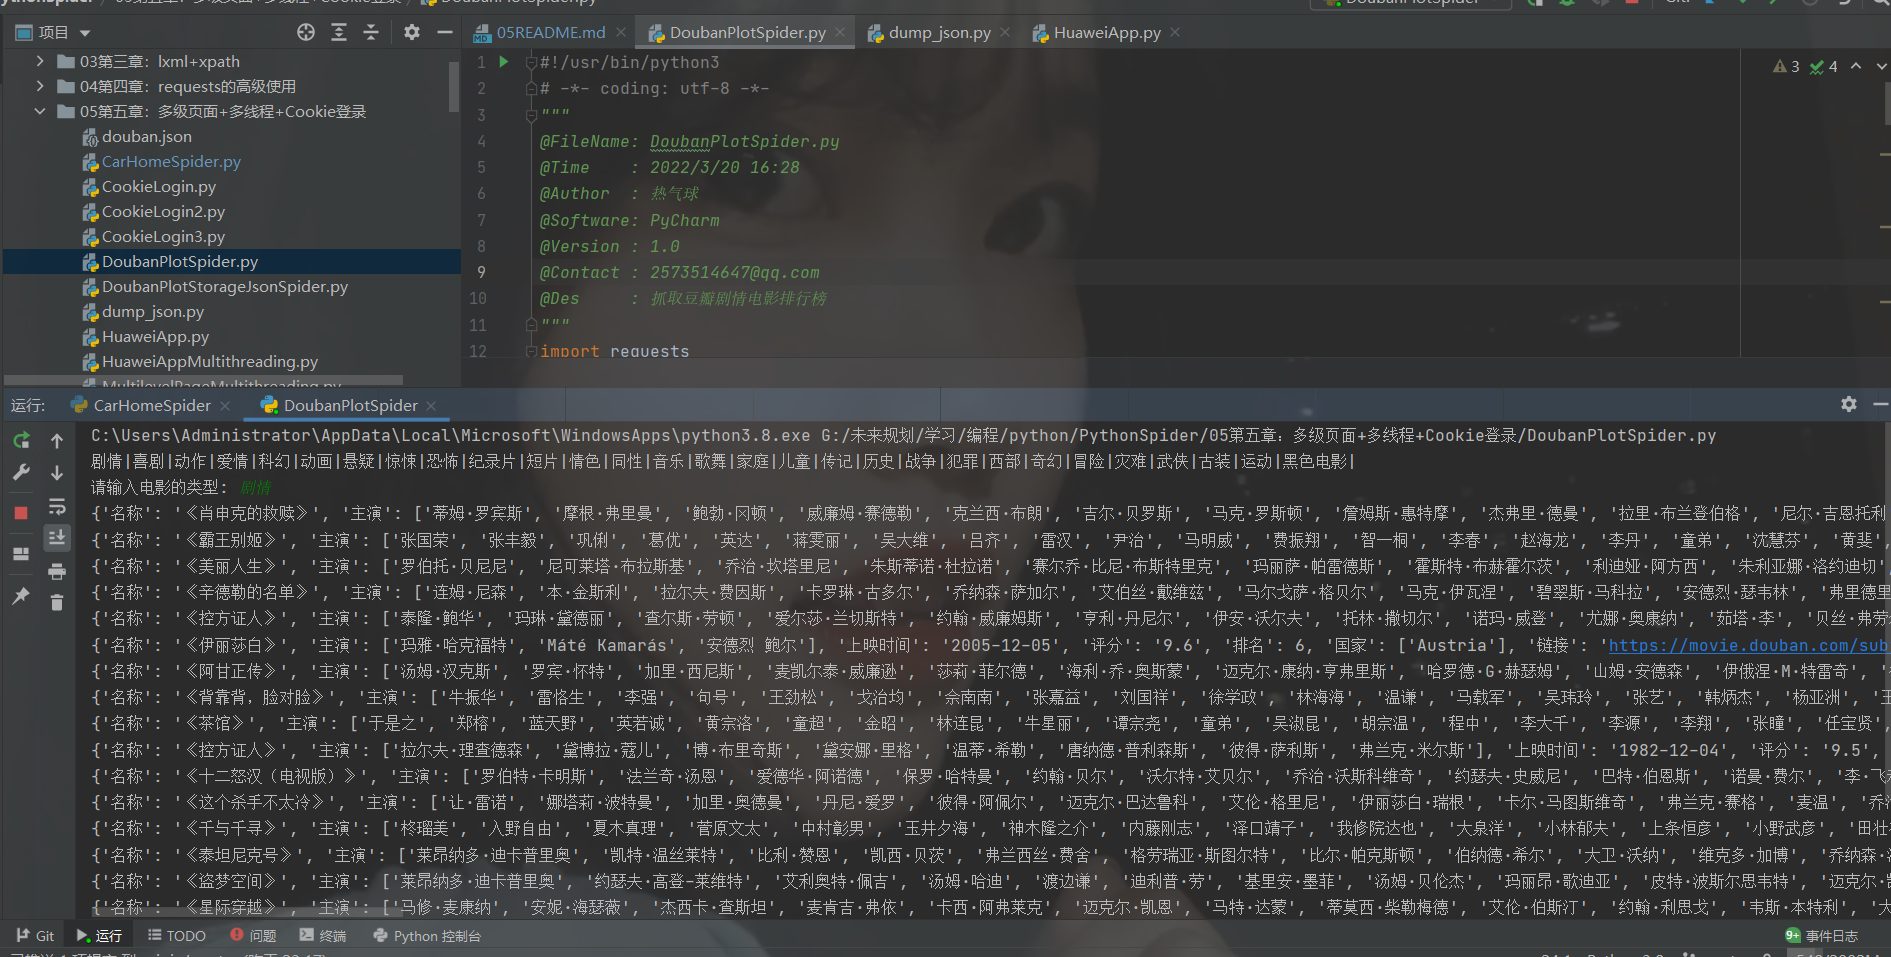 DoubanPlotSpider.py
项目
03第三章：lxml+xpath
04第四章：requests的高级使用
05第五章：多级页面+多线程+Cookie登录
douban.json
CarHomeSpider.py
CookieLogin.py
CookieLogin2.py
CookieLogin3.py
DoubanPlotSpider.py
DoubanPlotStorageJsonSpider.py
dump_json.py
HuaweiApp.py
HuaweiAppMultithreading.py
MultilevelPageMultithreading.py
05README.md DoubanPlotSpider.py dump_json.py HuaweiApp.py
3 4
1 #!/usr/bin/python3
2 # -*- coding: utf-8 -*-
3 """
4 @FileName: DoubanPlotSpider.py
5 @Time : 2022/3/20 16:28
6 @Author : 热气球
7 @Software: PyCharm
8 @Version : 1.0
9 @Contact : 2573514647@qq.com
10 @Des : 抓取豆瓣剧情电影排行榜
11 """
12 import requests
运行: CarHomeSpider DoubanPlotSpider
C:\Users\Administrator\AppData\Local\Microsoft\WindowsApps\python3.8.exe G:/未来规划/学习/编程/python/PythonSpider/05第五章：多级页面+多线程+Cookie登录/DoubanPlotSpider.py
剧情|喜剧|动作|爱情|科幻|动画|悬疑|惊悚|恐怖|纪录片|短片|情色|同性|音乐|歌舞|家庭|儿童|传记|历史|战争|犯罪|西部|奇幻|冒险|灾难|武侠|古装|运动|黑色电影|
请输入电影的类型： 剧情
{'名称': '《肖申克的救赎》', '主演': ['蒂姆·罗宾斯', '摩根·弗里曼', '鲍勃·冈顿', '威廉姆·赛德勒', '克兰西·布朗', '吉尔·贝罗斯', '马克·罗斯顿', '詹姆斯·惠特摩', '杰弗里·德曼', '拉里·布兰登伯格', '尼尔·吉恩托利
{'名称': '《霸王别姬》', '主演': ['张国荣', '张丰毅', '巩俐', '葛优', '英达', '蒋雯丽', '吴大维', '吕齐', '雷汉', '尹治', '马明威', '费振翔', '智一桐', '李春', '赵海龙', '李丹', '童弟', '沈慧芬', '黄斐',
{'名称': '《美丽人生》', '主演': ['罗伯托·贝尼尼', '尼可莱塔·布拉斯基', '乔治·坎塔里尼', '朱斯蒂诺·杜拉诺', '赛尔乔·比尼·布斯特里克', '玛丽萨·帕雷德斯', '霍斯特·布赫霍尔茨', '利迪娅·阿方西', '朱利亚娜·洛约迪切',
{'名称': '《辛德勒的名单》', '主演': ['连姆·尼森', '本·金斯利', '拉尔夫·费因斯', '卡罗琳·古多尔', '乔纳森·萨加尔', '艾伯丝·戴维兹', '马尔戈萨·格贝尔', '马克·伊瓦涅', '碧翠斯·马科拉', '安德烈·瑟韦林', '弗里德里
{'名称': '《控方证人》', '主演': ['泰隆·鲍华', '玛琳·黛德丽', '查尔斯·劳顿', '爱尔莎·兰切斯特', '约翰·威廉姆斯', '亨利·丹尼尔', '伊安·沃尔夫', '托林·撒切尔', '诺玛·威登', '尤娜·奥康纳', '茹塔·李', '贝丝·弗劳
{'名称': '《伊丽莎白》', '主演': ['玛雅·哈克福特', 'Máté Kamarás', '安德烈 鲍尔'], '上映时间': '2005-12-05', '评分': '9.6', '排名': 6, '国家': ['Austria'], '链接': 'https://movie.douban.com/sub
{'名称': '《阿甘正传》', '主演': ['汤姆·汉克斯', '罗宾·怀特', '加里·西尼斯', '麦凯尔泰·威廉逊', '莎莉·菲尔德', '海利·乔·奥斯蒙', '迈克尔·康纳·亨弗里斯', '哈罗德·G·赫瑟姆', '山姆·安德森', '伊俄涅·M·特雷奇', '
{'名称': '《背靠背，脸对脸》', '主演': ['牛振华', '雷恪生', '李强', '句号', '王劲松', '戈治均', '佘南南', '张嘉益', '刘国祥', '徐学政', '林海海', '温谦', '马载军', '吴玮玲', '张艺', '韩炳杰', '杨亚洲', '王
{'名称': '《茶馆》', '主演': ['于是之', '郑榕', '蓝天野', '英若诚', '黄宗洛', '童超', '金昭', '林连昆', '牛星丽', '谭宗尧', '童弟', '吴淑昆', '胡宗温', '程中', '李大千', '李源', '李翔', '张瞳', '任宝贤',
{'名称': '《控方证人》', '主演': ['拉尔夫·理查德森', '黛博拉·蔻儿', '博·布里奇斯', '黛安娜·里格', '温蒂·希勒', '唐纳德·普利森斯', '彼得·萨利斯', '弗兰克·米尔斯'], '上映时间': '1982-12-04', '评分': '9.5',
{'名称': '《十二怒汉（电视版）》', '主演': ['罗伯特·卡明斯', '法兰奇·汤恩', '爱德华·阿诺德', '保罗·哈特曼', '约翰·贝尔', '沃尔特·艾贝尔', '乔治·沃斯科维奇', '约瑟夫·史威尼', '巴特·伯恩斯', '诺曼·费尔', '李·飞利
{'名称': '《这个杀手不太冷》', '主演': ['让·雷诺', '娜塔莉·波特曼', '加里·奥德曼', '丹尼·爱罗', '彼得·阿佩尔', '迈克尔·巴达鲁科', '艾伦·格里尼', '伊丽莎白·瑞根', '卡尔·马图斯维奇', '弗兰克·赛格', '麦温', '乔治
{'名称': '《千与千寻》', '主演': ['柊瑠美', '入野自由', '夏木真理', '菅原文太', '中村彰男', '玉井夕海', '神木隆之介', '内藤刚志', '泽口靖子', '我修院达也', '大泉洋', '小林郁夫', '上条恒彦', '小野武彦', '田壮
{'名称': '《泰坦尼克号》', '主演': ['莱昂纳多·迪卡普里奥', '凯特·温丝莱特', '比利·赞恩', '凯西·贝茨', '弗兰西丝·费舍', '格劳瑞亚·斯图尔特', '比尔·帕克斯顿', '伯纳德·希尔', '大卫·沃纳', '维克多·加博', '乔纳森·
{'名称': '《盗梦空间》', '主演': ['莱昂纳多·迪卡普里奥', '约瑟夫·高登-莱维特', '艾利奥特·佩吉', '汤姆·哈迪', '渡边谦', '迪利普·劳', '基里安·墨菲', '汤姆·贝伦杰', '玛丽昂·歌迪亚', '皮特·波斯尔思韦特', '迈克尔·
{'名称': '《星际穿越》', '主演': ['马修·麦康纳', '安妮·海瑟薇', '杰西卡·查斯坦', '麦肯吉·弗依', '卡西·阿弗莱克', '迈克尔·凯恩', '马特·达蒙', '蒂莫西·柴勒梅德', '艾伦·伯斯汀', '约翰·利思戈', '韦斯·本特利', '大
Git 运行 TODO 问题 终端 Python 控制台 9+ 事件日志